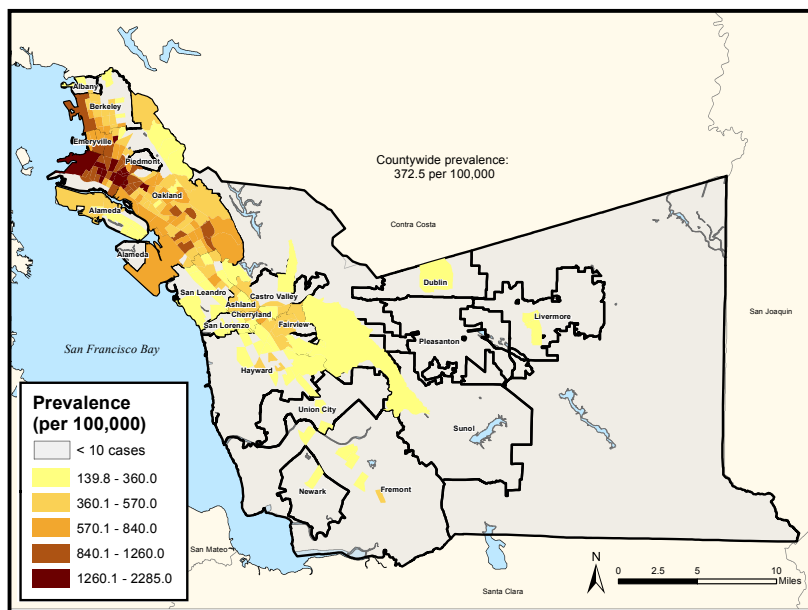 Albany
Berkeley
Emeryville
Piedmont
Oakland
Countywide prevalence:
372.5 per 100,000
Contra Costa
Alameda
Alameda
San Leandro
Castro Valley
Ashland
Cherryland
San Lorenzo
Fairview
Dublin
Livermore
San Joaquin
Pleasanton
San Francisco Bay
Hayward
Union City
Sunol
Newark
Fremont
San Mateo
Santa Clara
Prevalence
(per 100,000)
< 10 cases
139.8 - 360.0
360.1 - 570.0
570.1 - 840.0
840.1 - 1260.0
1260.1 - 2285.0
N
0 2.5 5 10
Miles